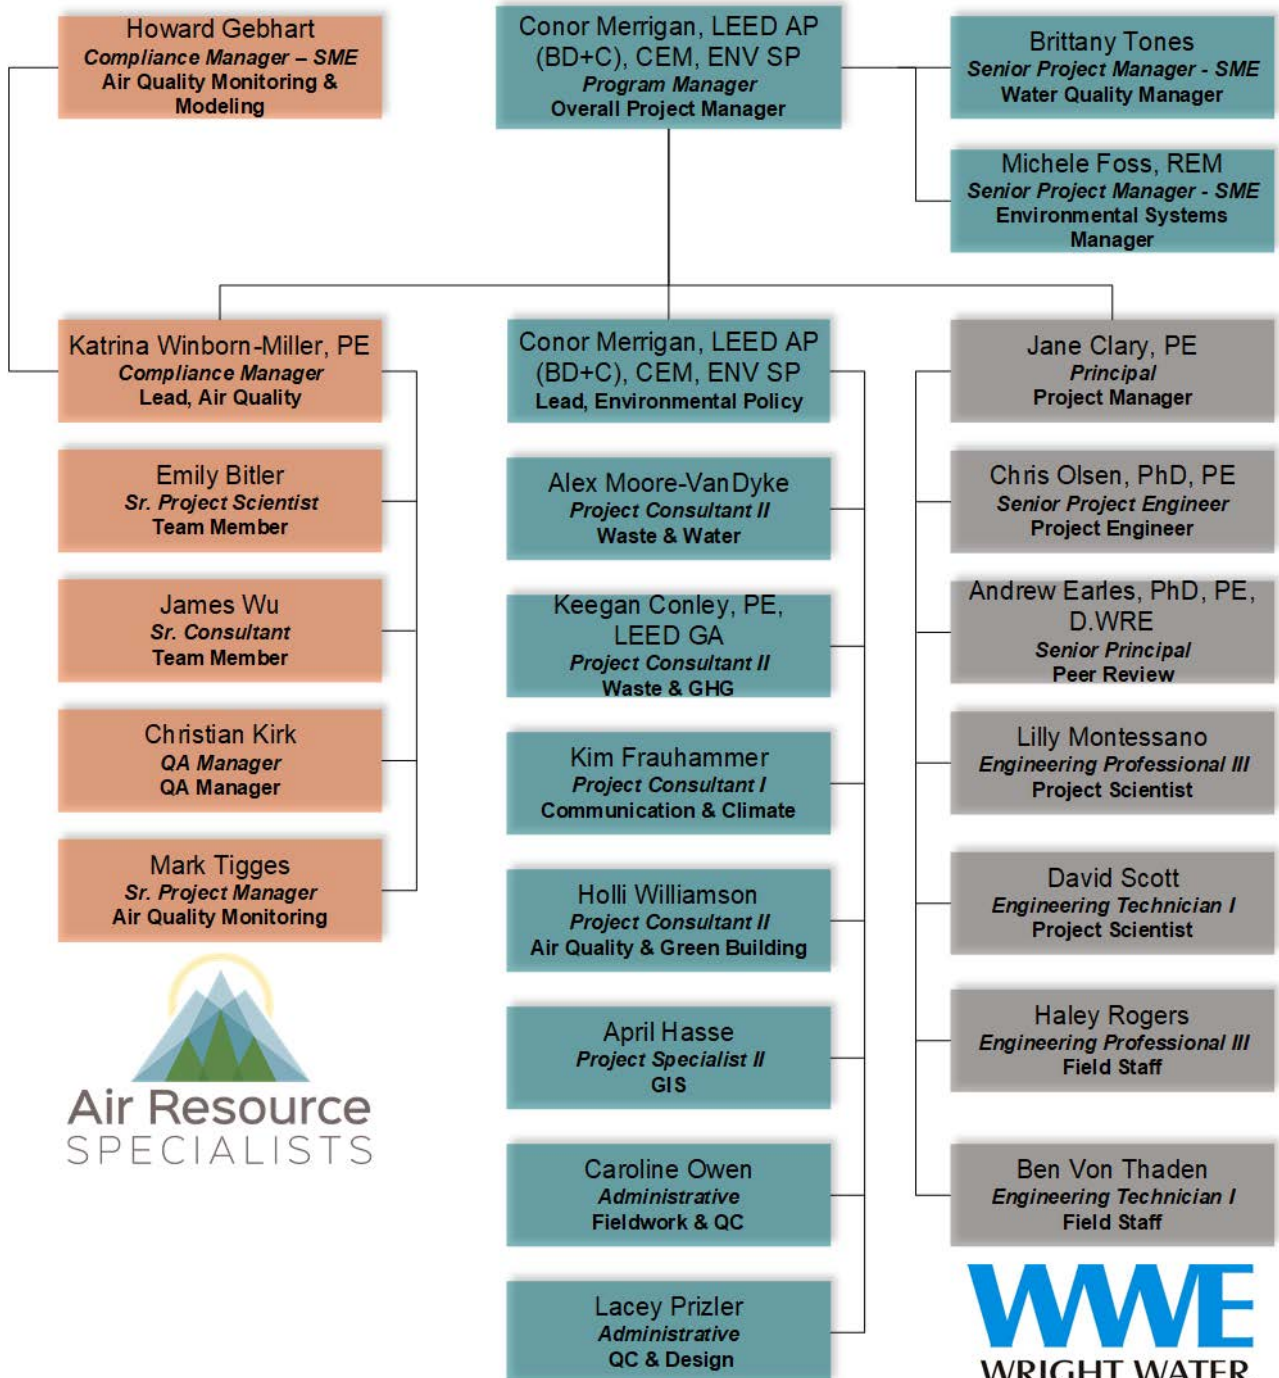 Howard Gebhart
Compliance Manager – SME
Air Quality Monitoring &
Modeling
Conor Merrigan, LEED AP
(BD+C), CEM, ENV SP
Program Manager
Overall Project Manager
Brittany Tones
Senior Project Manager - SME
Water Quality Manager
Michele Foss, REM
Senior Project Manager - SME
Environmental Systems
Manager
Katrina Winborn-Miller, PE
Compliance Manager
Lead, Air Quality
Emily Bitler
Sr. Project Scientist
Team Member
James Wu
Sr. Consultant
Team Member
Christian Kirk
QA Manager
QA Manager
Mark Tigges
Sr. Project Manager
Air Quality Monitoring
Air Resource
SPECIALISTS
Conor Merrigan, LEED AP
(BD+C), CEM, ENV SP
Lead, Environmental Policy
Alex Moore-VanDyke
Project Consultant II
Waste & Water
Keegan Conley, PE,
LEED GA
Project Consultant II
Waste & GHG
Kim Frauhammer
Project Consultant I
Communication & Climate
Holli Williamson
Project Consultant II
Air Quality & Green Building
April Hasse
Project Specialist II
GIS
Caroline Owen
Administrative
Fieldwork & QC
Lacey Prizler
Administrative
QC & Design
Jane Clary, PE
Principal
Project Manager
Chris Olsen, PhD, PE
Senior Project Engineer
Project Engineer
Andrew Earles, PhD, PE,
D.WRE
Senior Principal
Peer Review
Lilly Montessano
Engineering Professional III
Project Scientist
David Scott
Engineering Technician I
Project Scientist
Haley Rogers
Engineering Professional III
Field Staff
Ben Von Thaden
Engineering Technician I
Field Staff
WWE
WRIGHT WATER